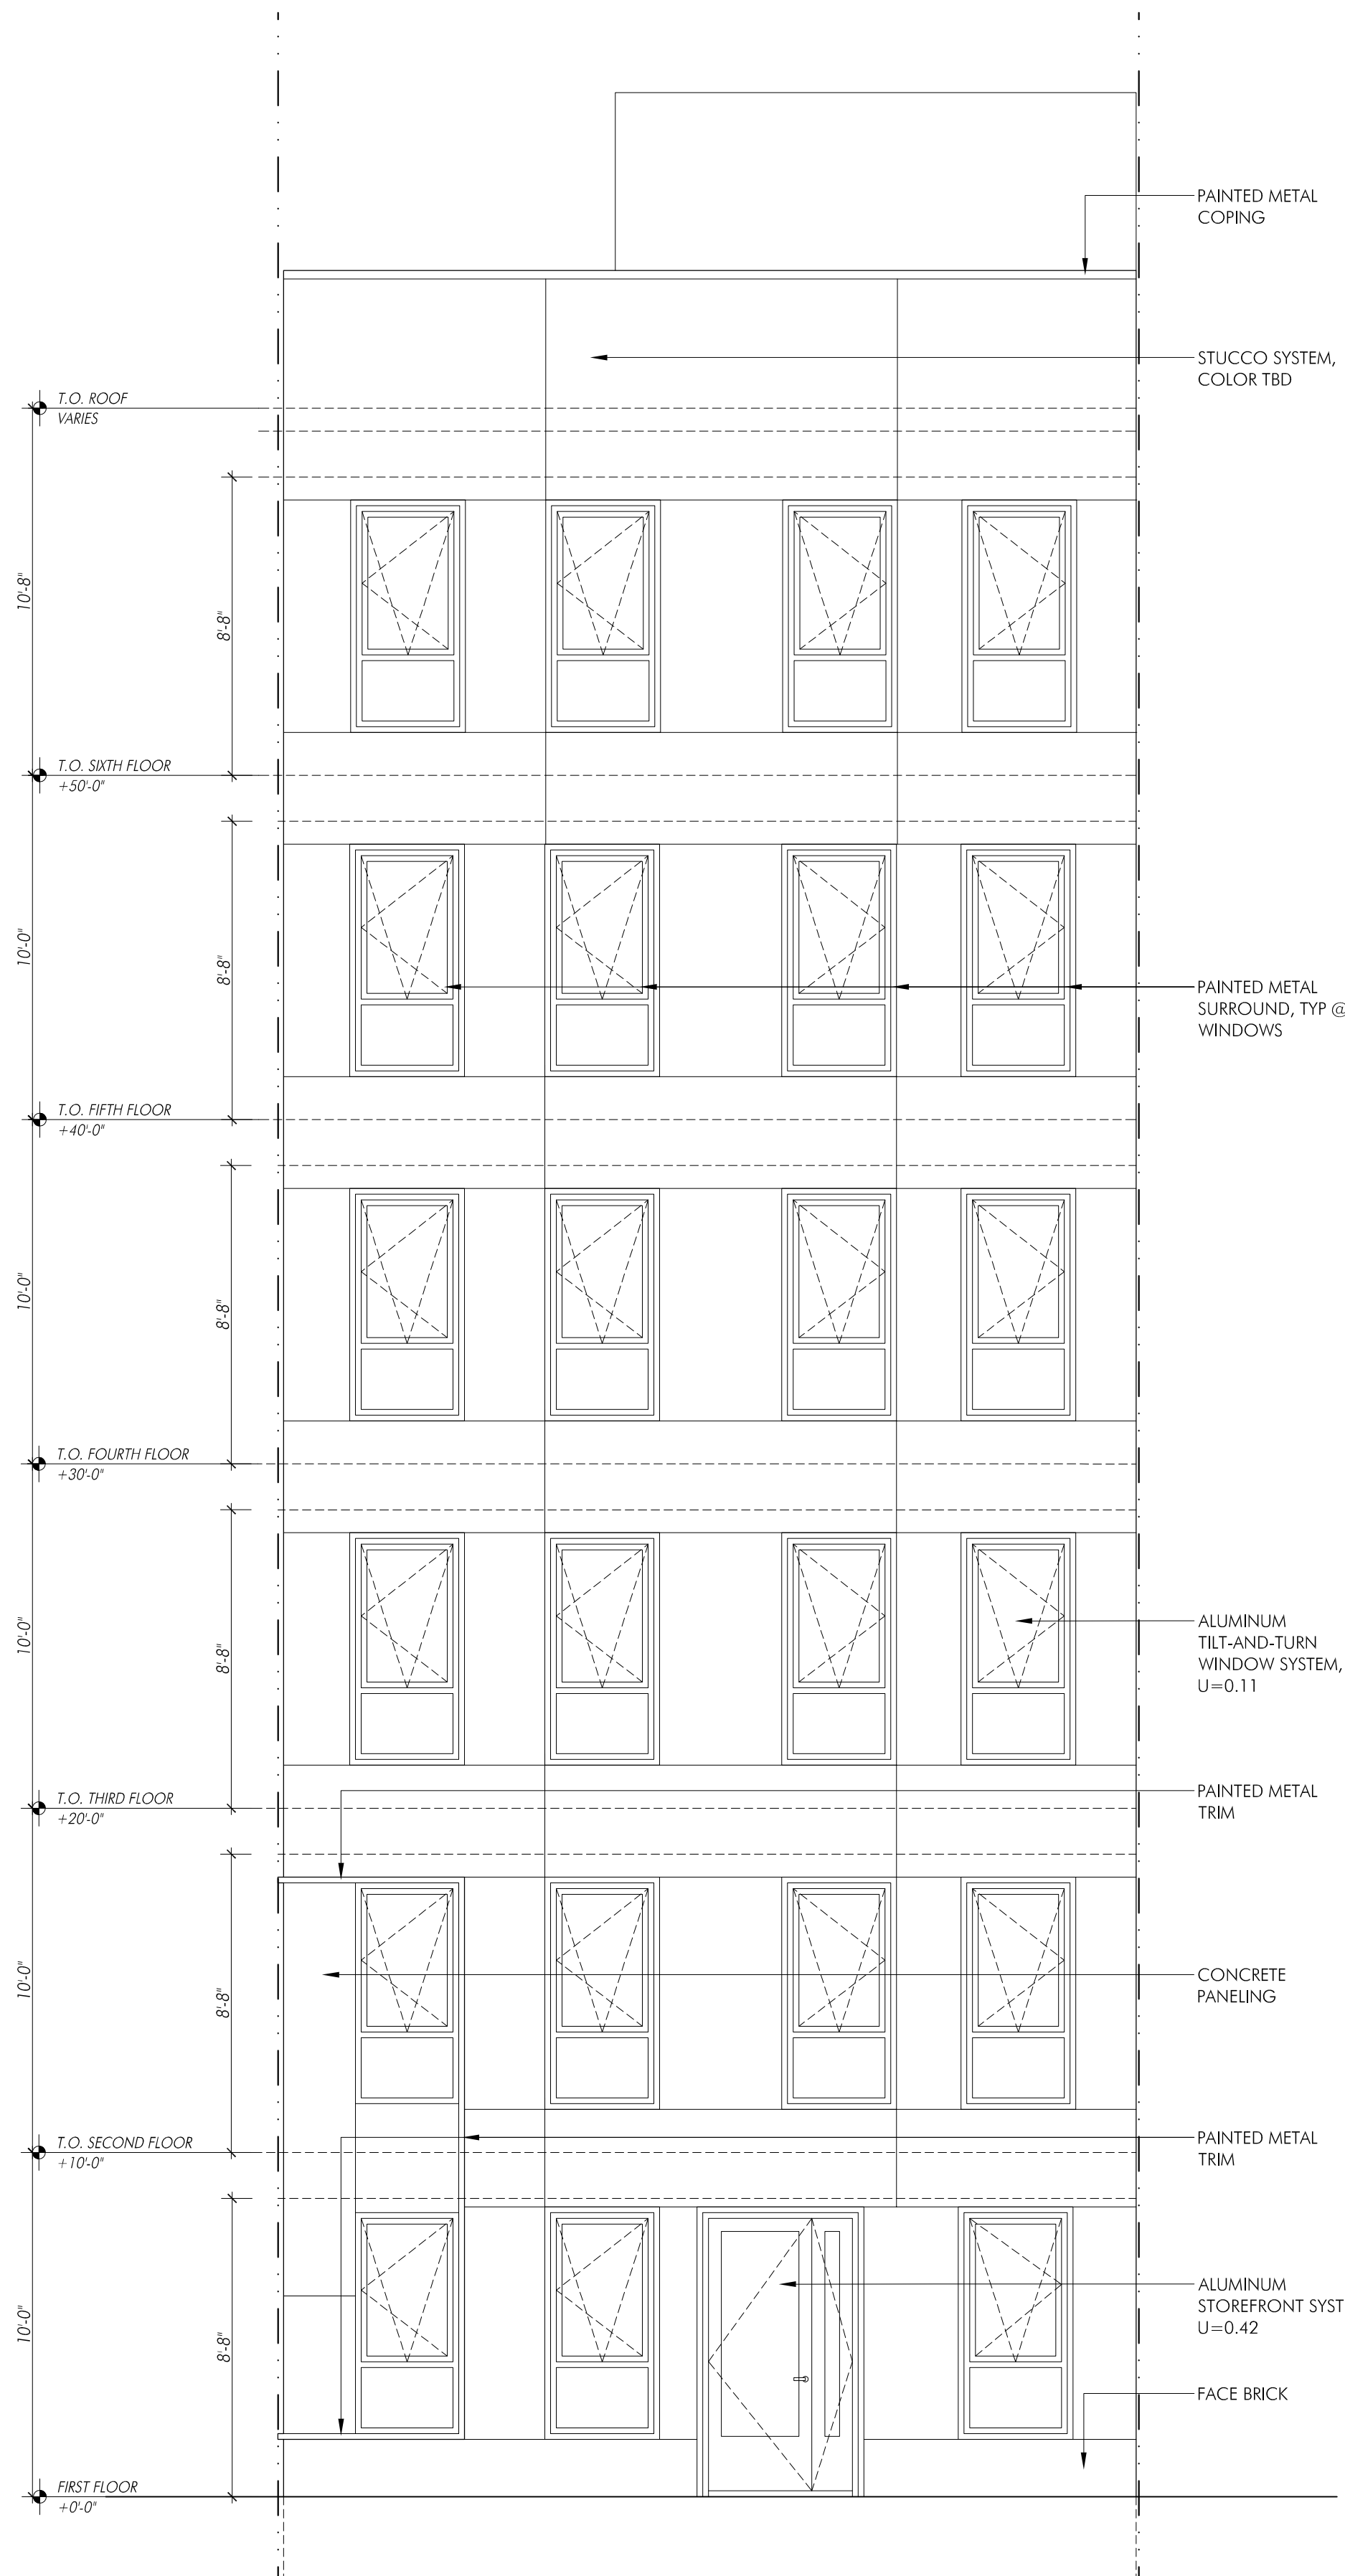 PAINTED METAL
COPING
STUCCO SYSTEM,
COLOR TBD
T.O. ROOF
VARIES
10'-8"
8'-8"
T.O. SIXTH FLOOR
+50'-0"
10'-0"
8'-8"
PAINTED METAL
SURROUND, TYP @
WINDOWS
T.O. FIFTH FLOOR
+40'-0"
10'-0"
8'-8"
T.O. FOURTH FLOOR
+30'-0"
10'-0"
8'-8"
ALUMINUM
TILT-AND-TURN
WINDOW SYSTEM,
U=0.11
PAINTED METAL
TRIM
T.O. THIRD FLOOR
+20'-0"
10'-0"
8'-8"
CONCRETE
PANELING
T.O. SECOND FLOOR
+10'-0"
PAINTED METAL
TRIM
10'-0"
8'-8"
ALUMINUM
STOREFRONT SYST
U=0.42
FACE BRICK
FIRST FLOOR
+0'-0"